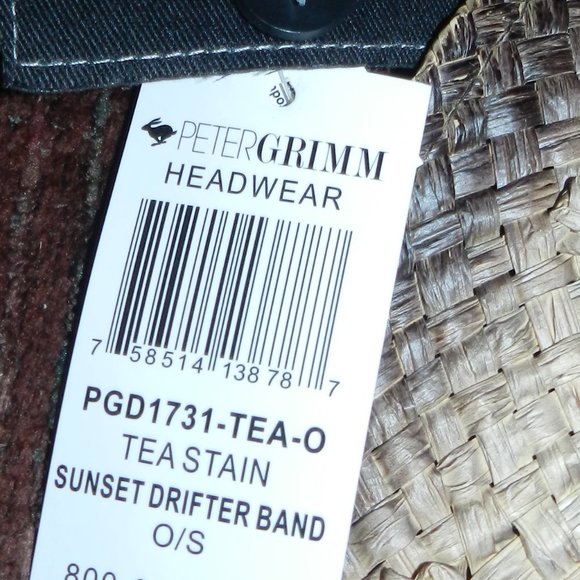 PETERGRIMM
HEADWEAR
7 58514 13878 7
PGD1731-TEA-O
TEA STAIN
SUNSET DRIFTER BAND
O/S